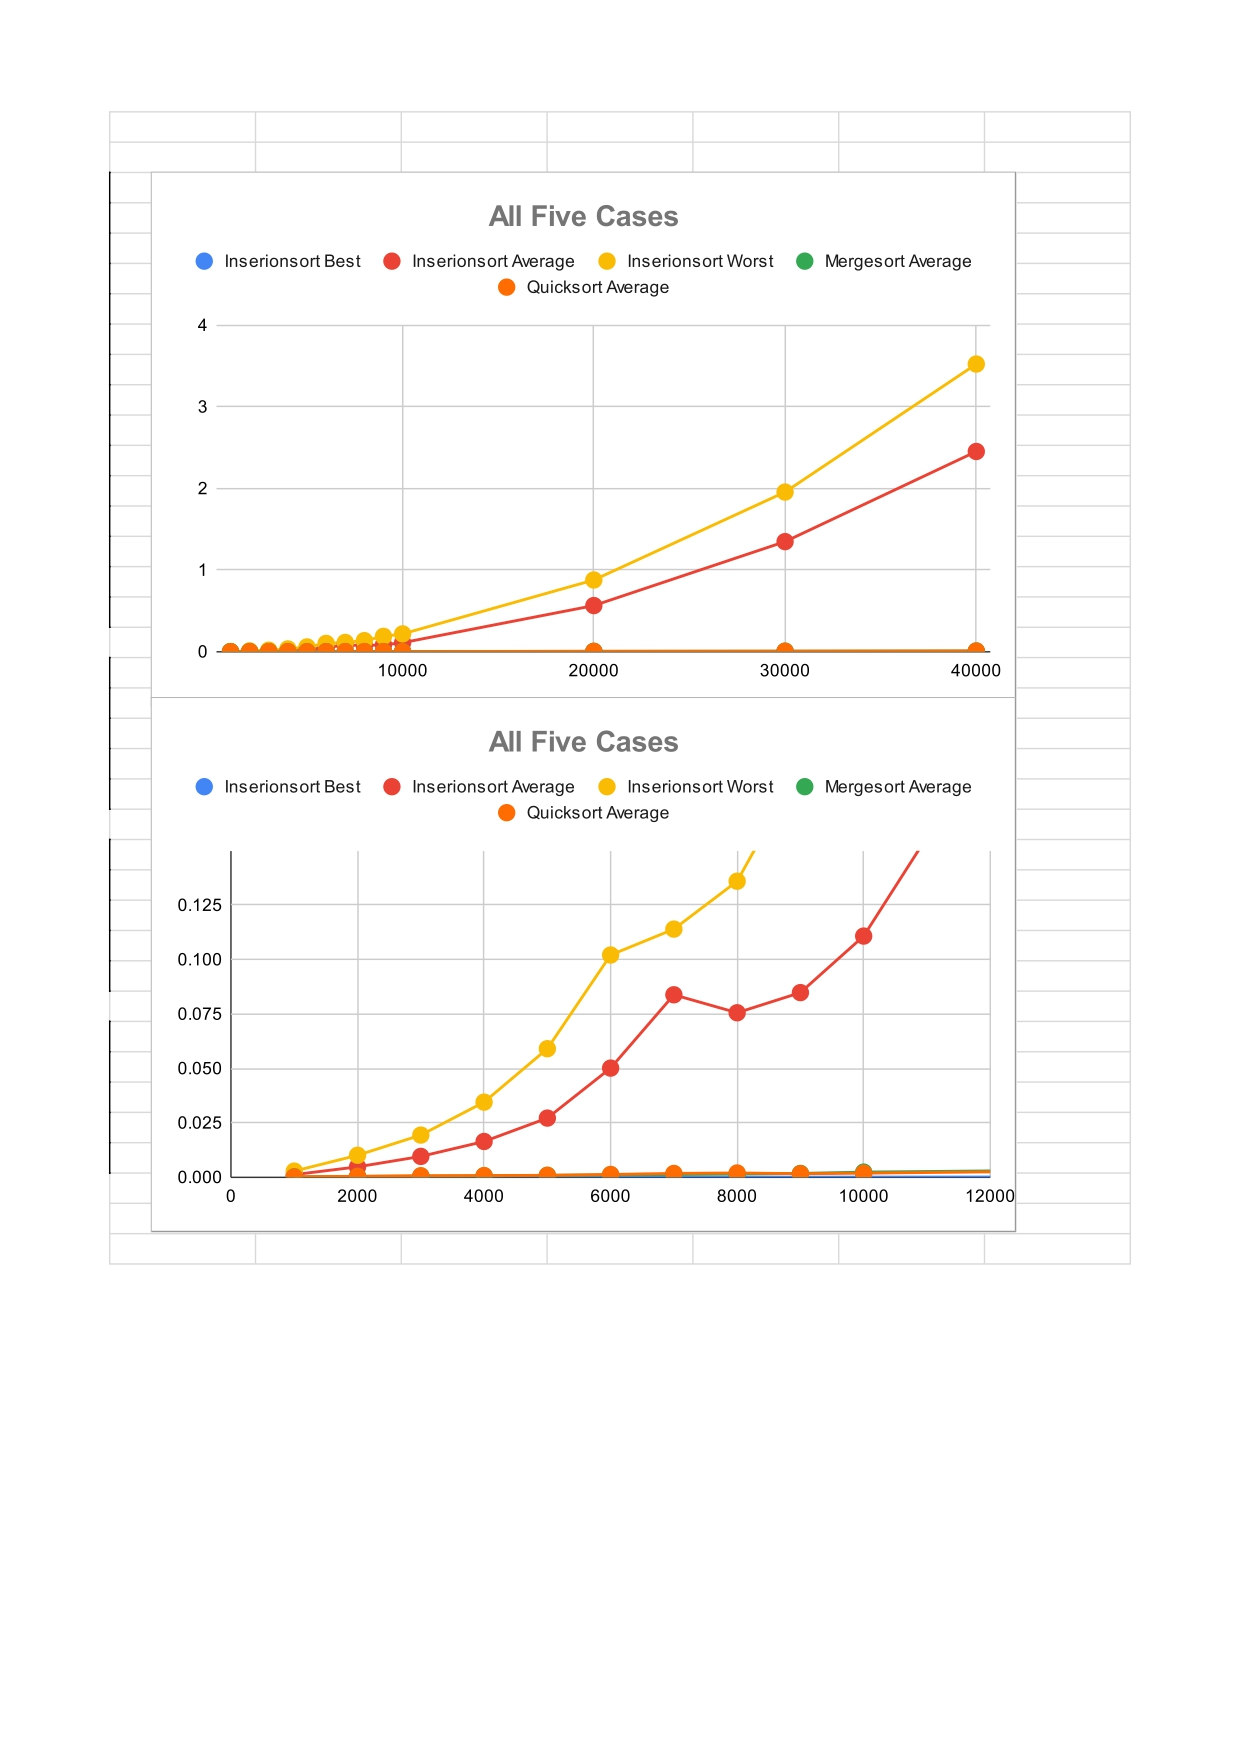 All Five Cases
Inserionsort Best Inserionsort Average Inserionsort Worst Mergesort Average
Quicksort Average
4
3
2
1
0
10000 20000 30000 40000
All Five Cases
Inserionsort Best Inserionsort Average Inserionsort Worst Mergesort Average
Quicksort Average
0.125
0.100
0.075
0.050
0.025
0.000
0 2000 4000 6000 8000 10000 12000